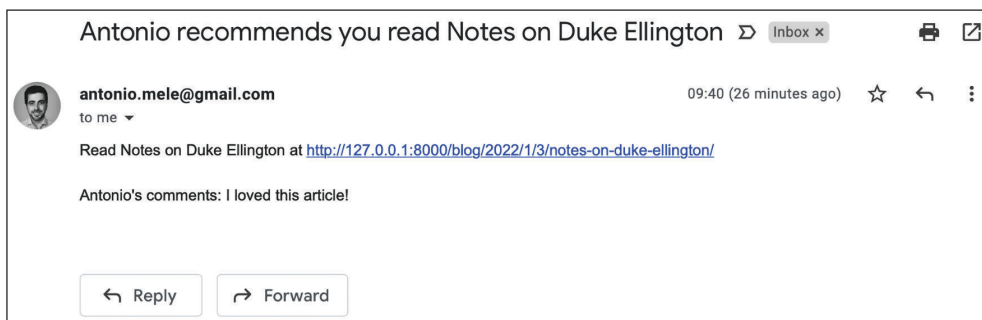 Antonio recommends you read Notes on Duke Ellington Inbox ×
antonio.mele@gmail.com 09:40 (26 minutes ago)
to me
Read Notes on Duke Ellington at http://127.0.0.1:8000/blog/2022/1/3/notes-on-duke-ellington/
Antonio's comments: I loved this article!
Reply Forward